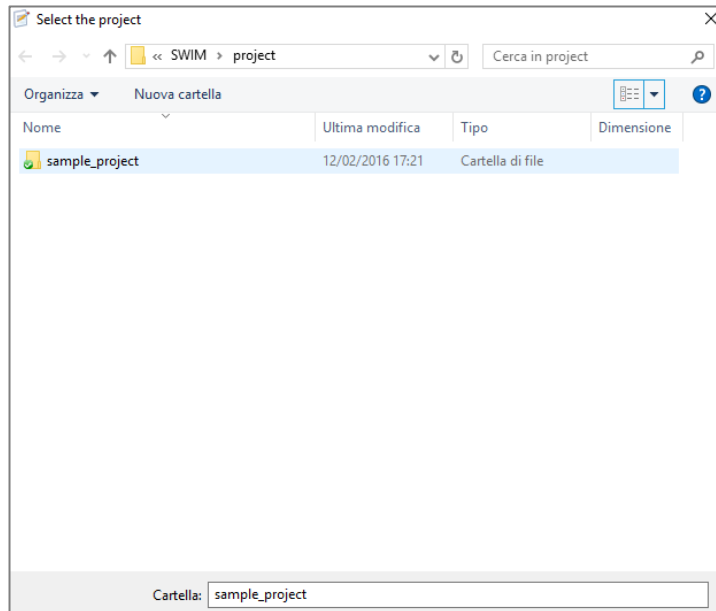 Select the project
« SWIM > project
Cerca in project
Organizza Nuova cartella
Nome Ultima modifica Tipo Dimensione
sample_project 12/02/2016 17:21 Cartella di file
Cartella: sample_project